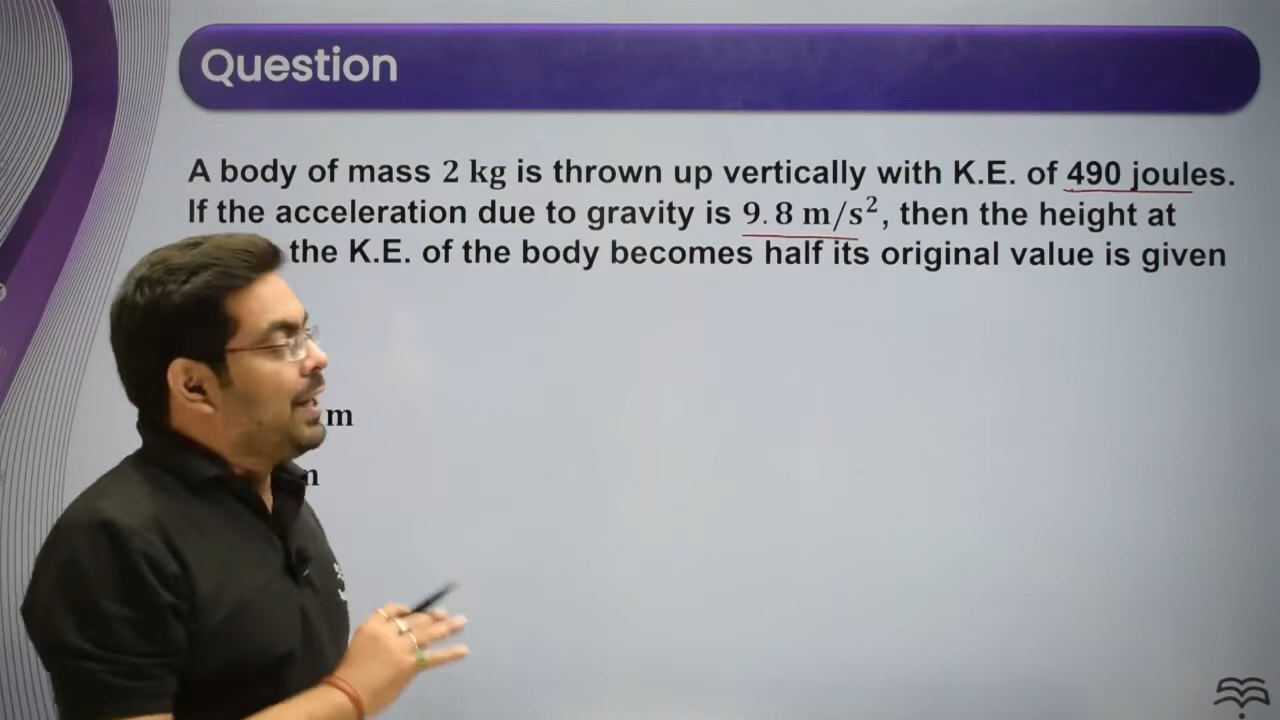 Question
A body of mass 2 kg is thrown up vertically with K.E. of 490 joules.
If the acceleration due to gravity is 9.8 m/s², then the height at
the K.E. of the body becomes half its original value is given
m